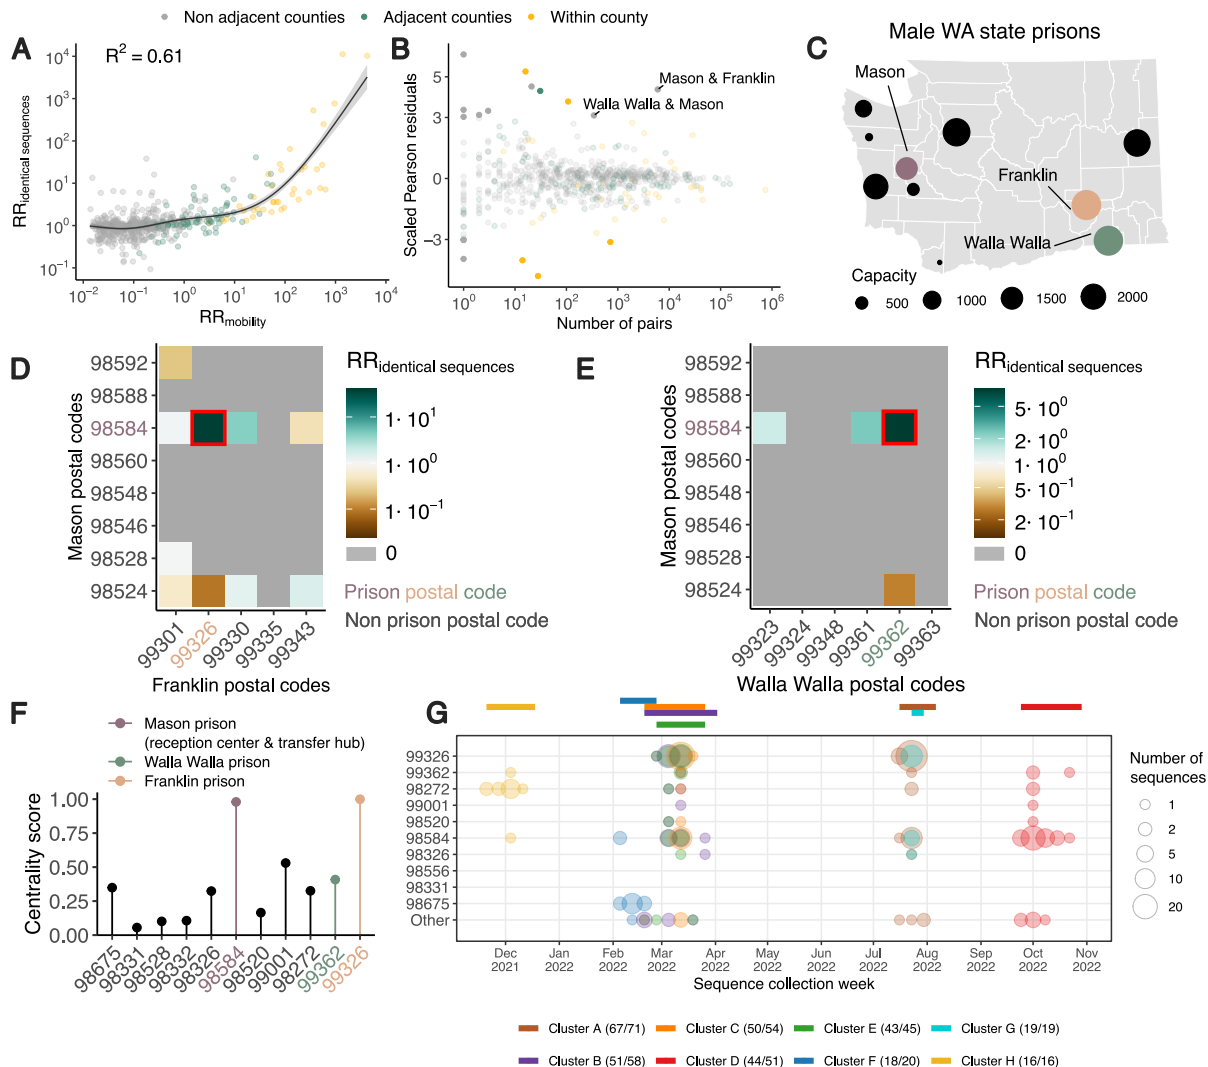 Non adjacent counties Adjacent counties Within county
A
R² = 0.61
10⁴
10³
10²
10¹
10⁰
10⁻¹
RRidentical sequences
10⁻² 10⁻¹ 10⁰ 10¹ 10² 10³ 10⁴
RRmobility
B
Mason & Franklin
Walla Walla & Mason
5
3
0
−3
Scaled Pearson residuals
10⁰ 10¹ 10² 10³ 10⁴ 10⁵ 10⁶
Number of pairs
C
Male WA state prisons
Mason
Franklin
Walla Walla
Capacity
500 1000 1500 2000
D
98592
98588
98584
98560
98548
98546
98528
98524
Mason postal codes
99301 99326 99330 99335 99343
Franklin postal codes
RRidentical sequences
1· 10¹
1· 10⁰
1· 10⁻¹
0
Prison postal code
Non prison postal code
E
98592
98588
98584
98560
98548
98546
98528
98524
Mason postal codes
99323 99324 99348 99361 99362 99363
Walla Walla postal codes
RRidentical sequences
5· 10⁰
2· 10⁰
1· 10⁰
5· 10⁻¹
2· 10⁻¹
0
Prison postal code
Non prison postal code
F
Mason prison
(reception center & transfer hub)
Walla Walla prison
Franklin prison
1.00
0.75
0.50
0.25
0.00
Centrality score
98675 98331 98528 98332 98326 98584 98520 99001 98272 99362 99326
G
99326
99362
98272
99001
98520
98584
98326
98556
98331
98675
Other
Dec Jan Feb Mar Apr May Jun Jul Aug Sep Oct Nov
2021 2022 2022 2022 2022 2022 2022 2022 2022 2022 2022 2022
Sequence collection week
Number of
sequences
1
2
5
10
20
Cluster A (67/71) Cluster C (50/54) Cluster E (43/45) Cluster G (19/19)
Cluster B (51/58) Cluster D (44/51) Cluster F (18/20) Cluster H (16/16)